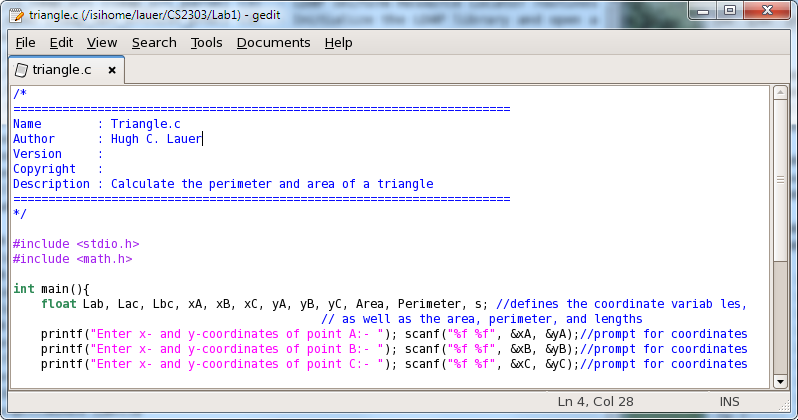 triangle.c (/isihome/lauer/CS2303/Lab1) - gedit
File Edit View Search Tools Documents Help
triangle.c
/*
=======================================================================
Name        : Triangle.c
Author      : Hugh C. Lauer
Version     :
Copyright   :
Description : Calculate the perimeter and area of a triangle
=======================================================================
*/
#include <stdio.h>
#include <math.h>
int main(){
    float Lab, Lac, Lbc, xA, xB, xC, yA, yB, yC, Area, Perimeter, s; //defines the coordinate variab les,
                                            // as well as the area, perimeter, and lengths
    printf("Enter x- and y-coordinates of point A:- "); scanf("%f %f", &xA, &yA);//prompt for coordinates
    printf("Enter x- and y-coordinates of point B:- "); scanf("%f %f", &xB, &yB);//prompt for coordinates
    printf("Enter x- and y-coordinates of point C:- "); scanf("%f %f", &xC, &yC);//prompt for coordinates
Ln 4, Col 28 INS